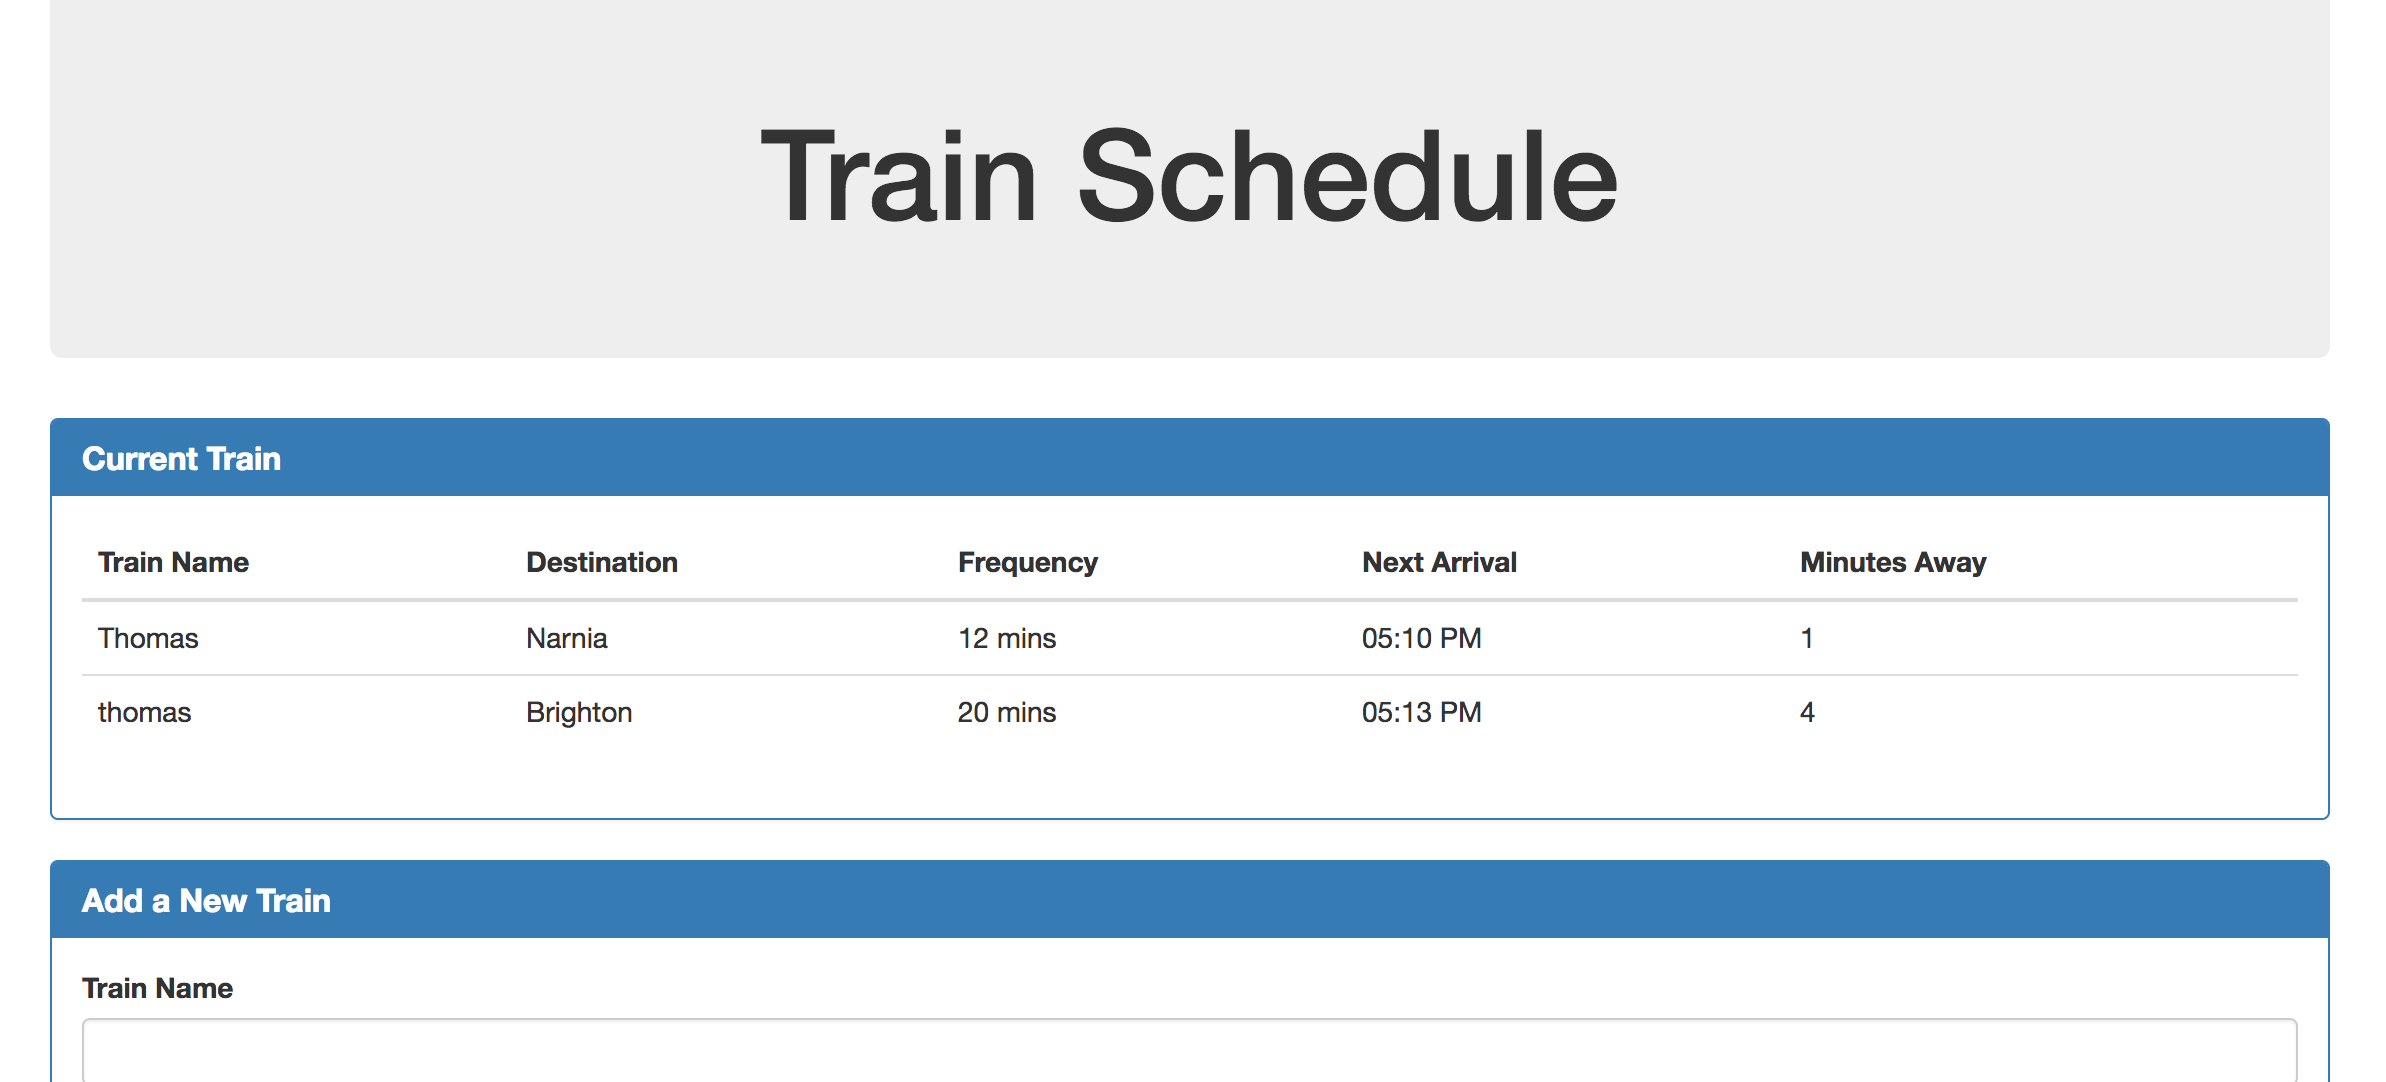 Train Schedule
Current Train
Train Name Destination Frequency Next Arrival Minutes Away
Thomas Narnia 12 mins 05:10 PM 1
thomas Brighton 20 mins 05:13 PM 4
Add a New Train
Train Name